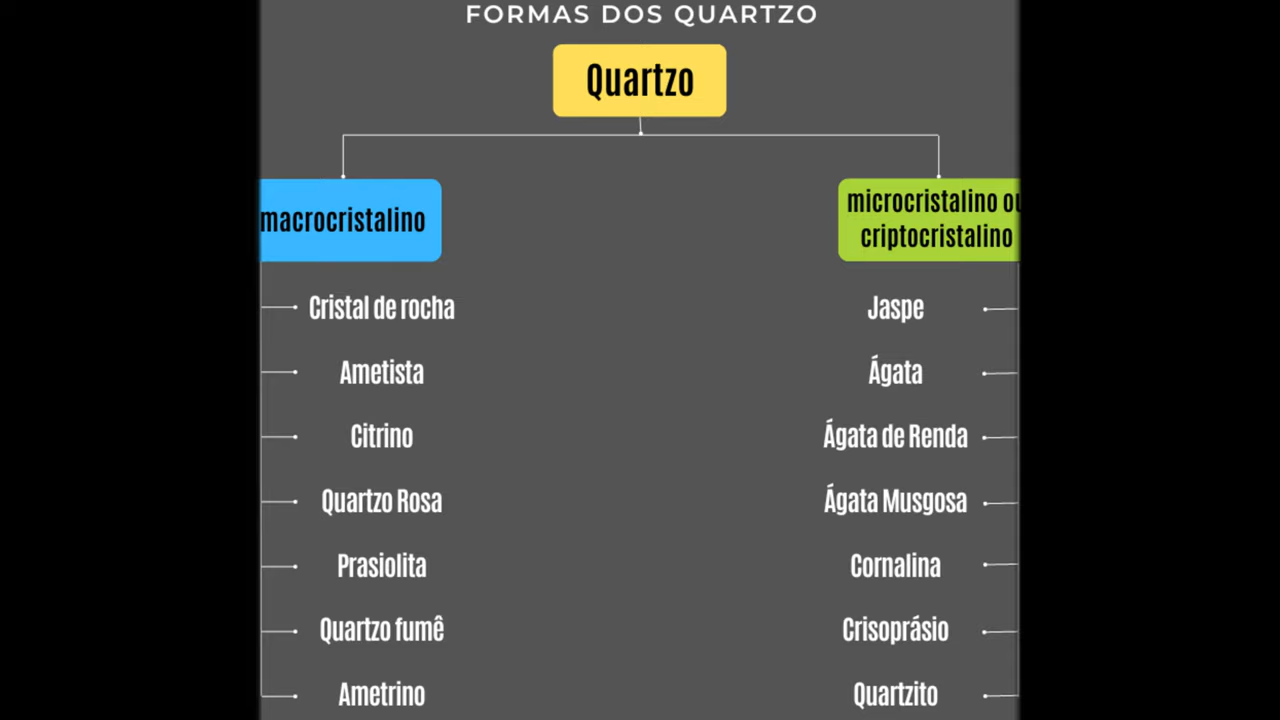 FORMAS DOS QUARTZO
Quartzo
macrocristalino
microcristalino ou
criptocristalino
Cristal de rocha
Ametista
Citrino
Quartzo Rosa
Prasiolita
Quartzo fumê
Ametrino
Jaspe
Ágata
Ágata de Renda
Ágata Musgosa
Cornalina
Crisoprásio
Quartzito